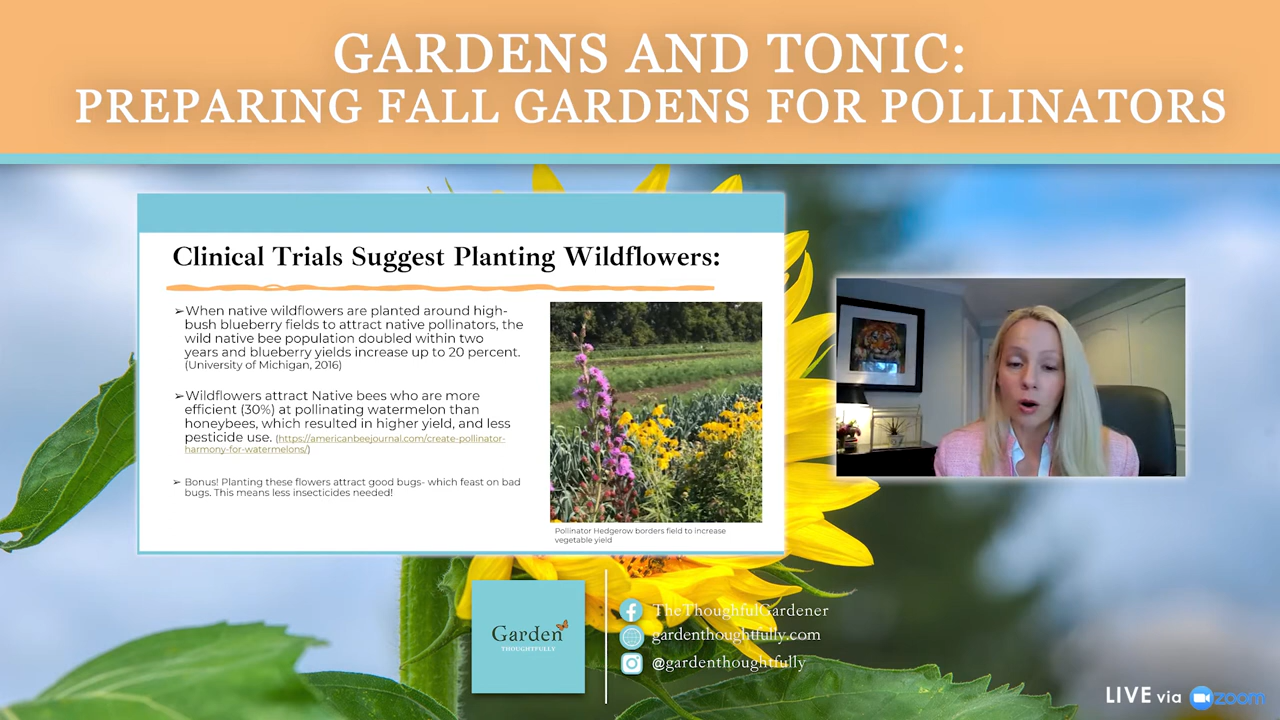 GARDENS AND TONIC:
PREPARING FALL GARDENS FOR POLLINATORS
Clinical Trials Suggest Planting Wildflowers:
➢When native wildflowers are planted around high-
bush blueberry fields to attract native pollinators, the
wild native bee population doubled within two
years and blueberry yields increase up to 20 percent.
(University of Michigan, 2016)
➢Wildflowers attract Native bees who are more
efficient (30%) at pollinating watermelon than
honeybees, which resulted in higher yield, and less
pesticide use. (https://americanbeejournal.com/create-pollinator-
harmony-for-watermelons/)
➢ Bonus! Planting these flowers attract good bugs- which feast on bad
bugs. This means less insecticides needed!
Pollinator Hedgerow borders field to increase
vegetable yield
Garden
THOUGHTFULLY
TheThoughfulGardener
gardenthoughtfully.com
@gardenthoughtfully
LIVE via zoom